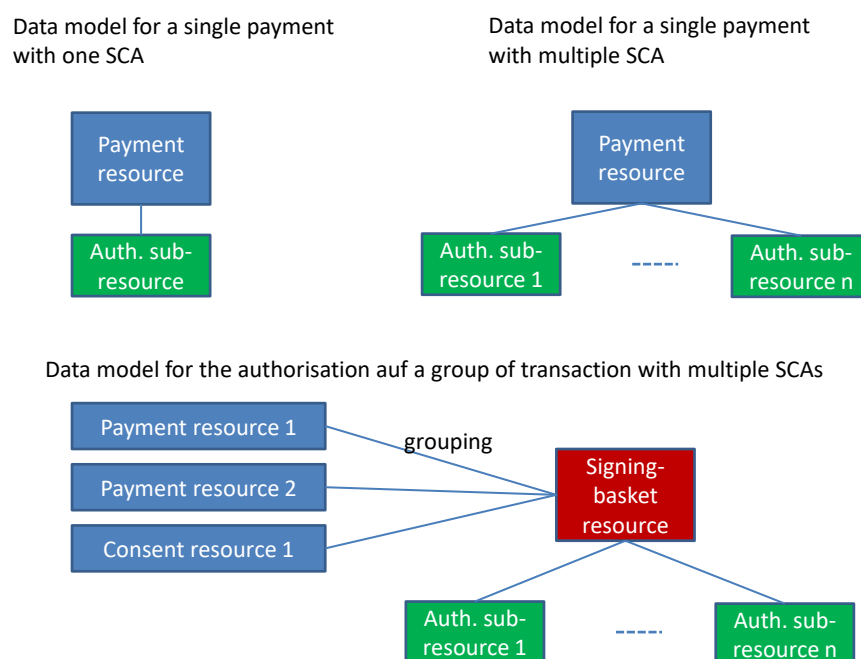 Data model for a single payment
with one SCA
Data model for a single payment
with multiple SCA
Payment
resource
Auth. sub-
resource
Payment
resource
Auth. sub-
resource 1
Auth. sub-
resource n
Data model for the authorisation auf a group of transaction with multiple SCAs
Payment resource 1
Payment resource 2
Consent resource 1
grouping
Signing-
basket
resource
Auth. sub-
resource 1
Auth. sub-
resource n